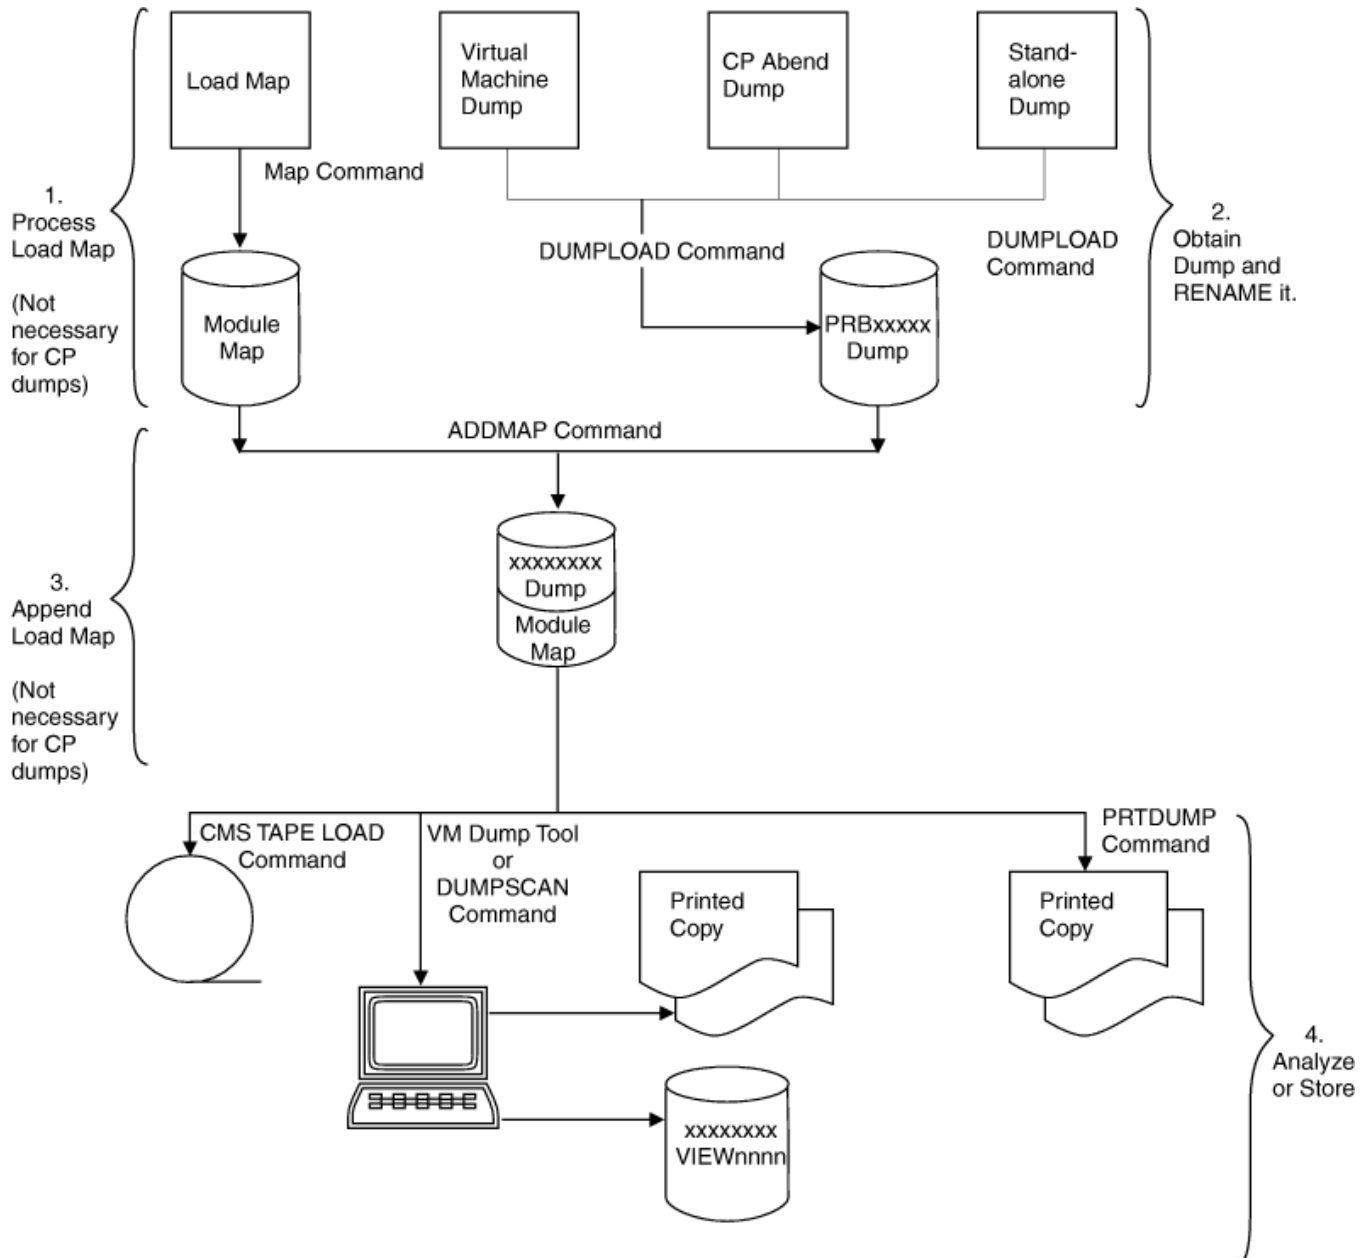 Load Map
Virtual
Machine
Dump
CP Abend
Dump
Stand-
alone
Dump
Map Command
1.
Process
Load Map
(Not
necessary
for CP
dumps)
DUMPLOAD Command
DUMPLOAD
Command
2.
Obtain
Dump and
RENAME it.
Module
Map
PRBxxxxx
Dump
ADDMAP Command
xxxxxxxx
Dump
Module
Map
3.
Append
Load Map
(Not
necessary
for CP
dumps)
CMS TAPE LOAD
Command
VM Dump Tool
or
DUMPSCAN
Command
PRTDUMP
Command
Printed
Copy
Printed
Copy
4.
Analyze
or Store
xxxxxxxx
VIEWnnnn